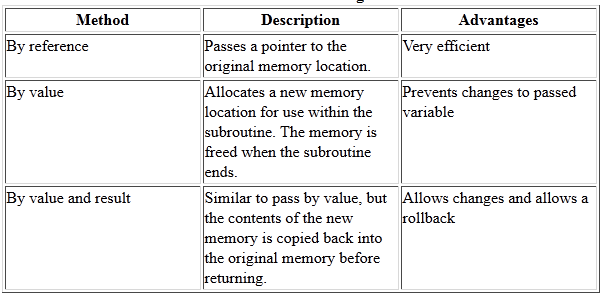 Method Description Advantages
By reference Passes a pointer to the Very efficient
original memory location.
By value Allocates a new memory Prevents changes to passed
location for use within the variable
subroutine. The memory is
freed when the subroutine
ends.
By value and result Similar to pass by value, but Allows changes and allows a
the contents of the new rollback
memory is copied back into
the original memory before
returning.